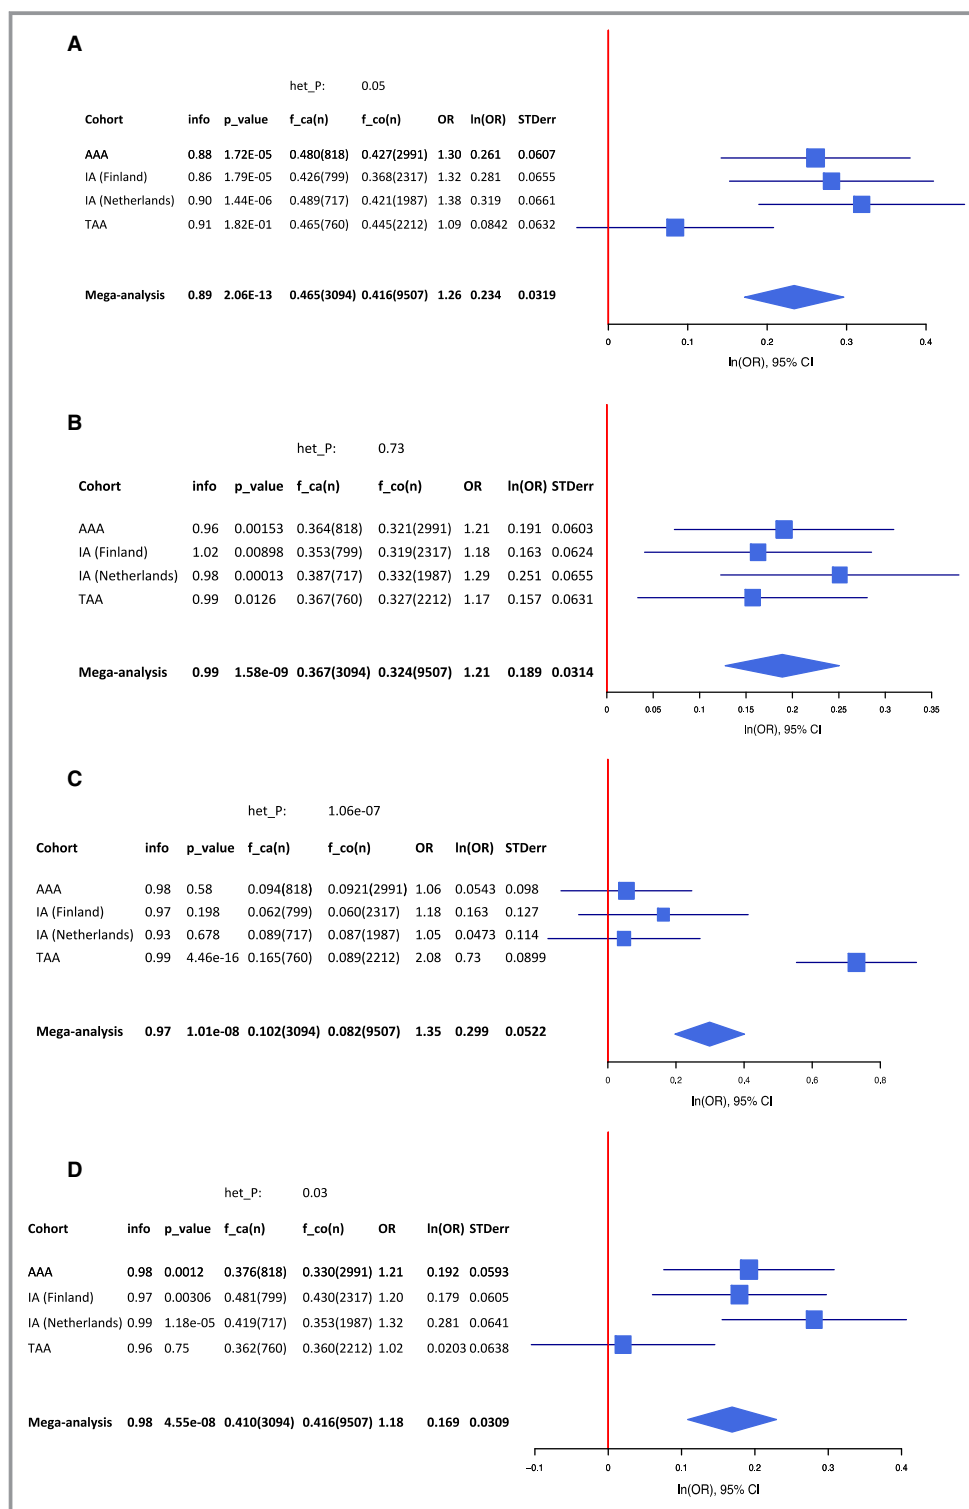 A
het_P: 0.05
Cohort info p_value f_ca(n) f_co(n) OR ln(OR) STDerr
AAA 0.88 1.72E-05 0.480(818) 0.427(2991) 1.30 0.261 0.0607
IA (Finland) 0.86 1.79E-05 0.426(799) 0.368(2317) 1.32 0.281 0.0655
IA (Netherlands) 0.90 1.44E-06 0.489(717) 0.421(1987) 1.38 0.319 0.0661
TAA 0.91 1.82E-01 0.465(760) 0.445(2212) 1.09 0.0842 0.0632
Mega-analysis 0.89 2.06E-13 0.465(3094) 0.416(9507) 1.26 0.234 0.0319
0 0.1 0.2 0.3 0.4
ln(OR), 95% CI
B
het_P: 0.73
Cohort info p_value f_ca(n) f_co(n) OR ln(OR) STDerr
AAA 0.96 0.00153 0.364(818) 0.321(2991) 1.21 0.191 0.0603
IA (Finland) 1.02 0.00898 0.353(799) 0.319(2317) 1.18 0.163 0.0624
IA (Netherlands) 0.98 0.00013 0.387(717) 0.332(1987) 1.29 0.251 0.0655
TAA 0.99 0.0126 0.367(760) 0.327(2212) 1.17 0.157 0.0631
Mega-analysis 0.99 1.58e-09 0.367(3094) 0.324(9507) 1.21 0.189 0.0314
0 0.05 0.1 0.15 0.2 0.25 0.3 0.35
ln(OR), 95% CI
C
het_P: 1.06e-07
Cohort info p_value f_ca(n) f_co(n) OR ln(OR) STDerr
AAA 0.98 0.58 0.094(818) 0.0921(2991) 1.06 0.0543 0.098
IA (Finland) 0.97 0.198 0.062(799) 0.060(2317) 1.18 0.163 0.127
IA (Netherlands) 0.93 0.678 0.089(717) 0.087(1987) 1.05 0.0473 0.114
TAA 0.99 4.46e-16 0.165(760) 0.089(2212) 2.08 0.73 0.0899
Mega-analysis 0.97 1.01e-08 0.102(3094) 0.082(9507) 1.35 0.299 0.0522
0 0.2 0.4 0.6 0.8
ln(OR), 95% CI
D
het_P: 0.03
Cohort info p_value f_ca(n) f_co(n) OR ln(OR) STDerr
AAA 0.98 0.0012 0.376(818) 0.330(2991) 1.21 0.192 0.0593
IA (Finland) 0.97 0.00306 0.481(799) 0.430(2317) 1.20 0.179 0.0605
IA (Netherlands) 0.99 1.18e-05 0.419(717) 0.353(1987) 1.32 0.281 0.0641
TAA 0.96 0.75 0.362(760) 0.360(2212) 1.02 0.0203 0.0638
Mega-analysis 0.98 4.55e-08 0.410(3094) 0.416(9507) 1.18 0.169 0.0309
−0.1 0 0.1 0.2 0.3 0.4
ln(OR), 95% CI